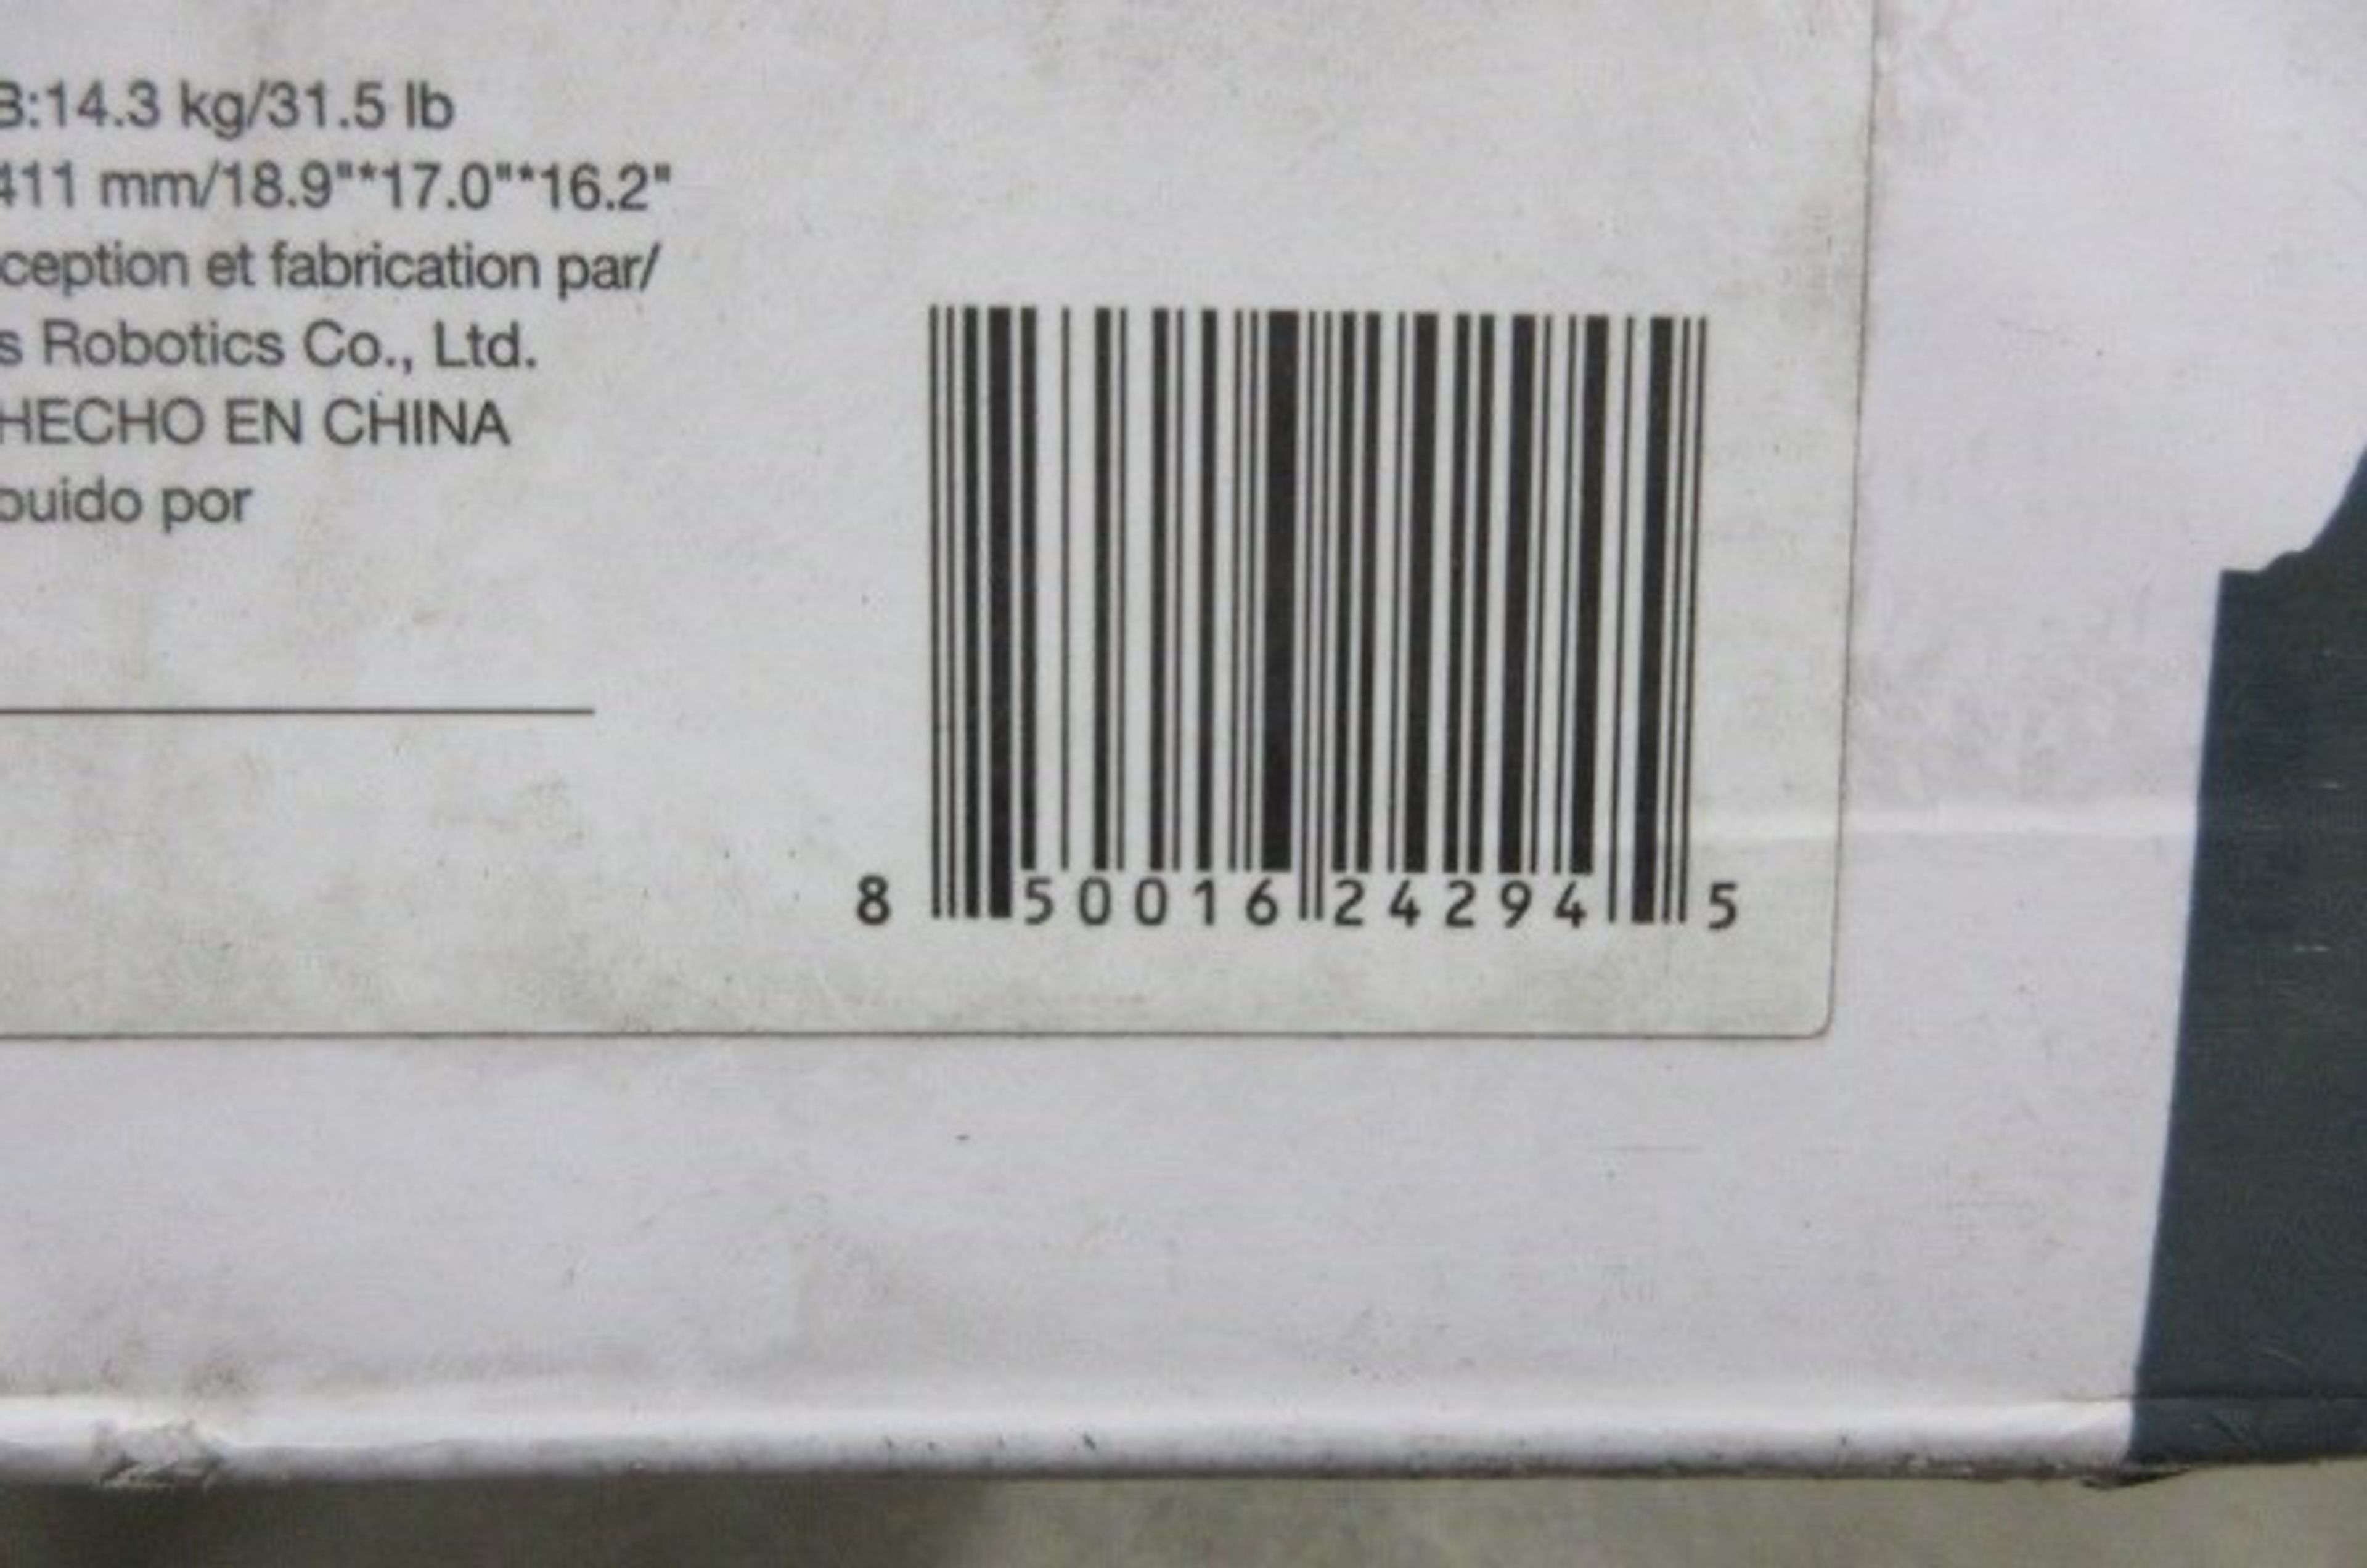 B:14.3 kg/31.5 lb
411 mm/18.9"*17.0"*16.2"
ception et fabrication par/
s Robotics Co., Ltd.
HECHO EN CHINA
buido por
8 50016 24294 5